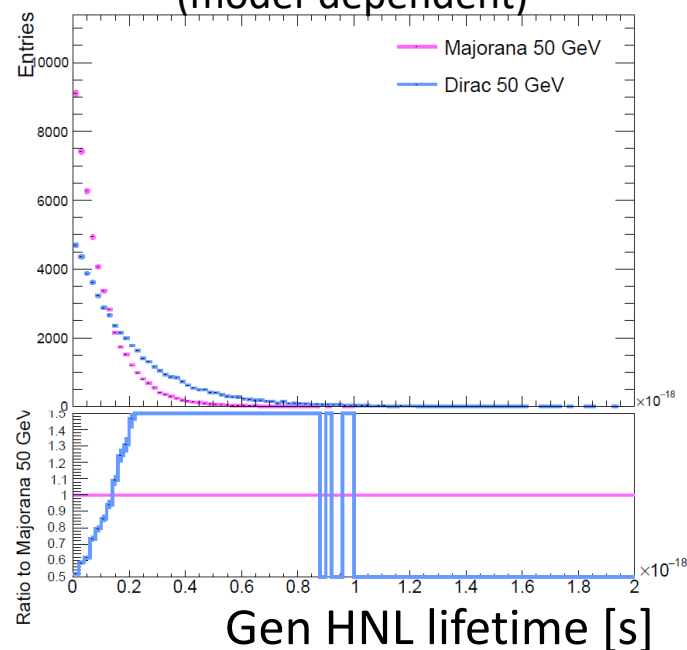 (model dependent)
Entries
Majorana 50 GeV
Dirac 50 GeV
10000
8000
6000
4000
2000
0
×10⁻¹⁸
Ratio to Majorana 50 GeV
1.5
1.4
1.3
1.2
1.1
1
0.9
0.8
0.7
0.6
0.5
0 0.2 0.4 0.6 0.8 1 1.2 1.4 1.6 1.8 2
×10⁻¹⁸
Gen HNL lifetime [s]